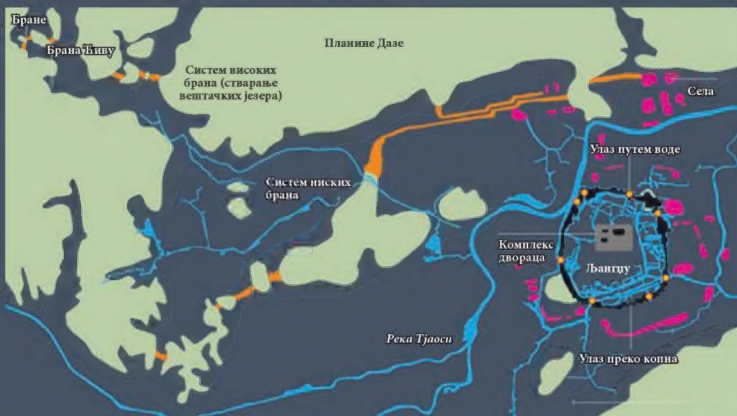 Бране
Брана Ћиву
Планине Дазе
Систем високих
брана (стварање
вештачких језера)
Села
Улаз путем воде
Систем ниских
брана
Комплекс
двораца
Љангџу
Река Тјаоси
Улаз преко копна